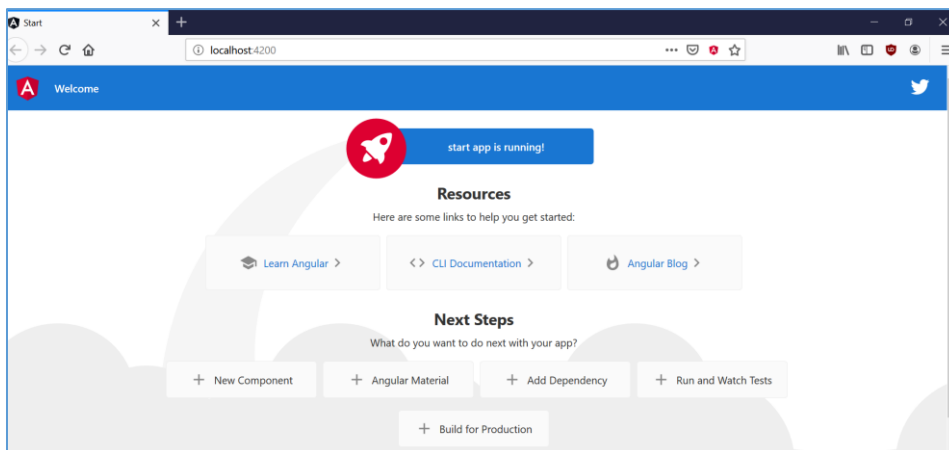 Start
localhost:4200
Welcome
start app is running!
Resources
Here are some links to help you get started:
Learn Angular
CLI Documentation
Angular Blog
Next Steps
What do you want to do next with your app?
New Component
Angular Material
Add Dependency
Run and Watch Tests
Build for Production